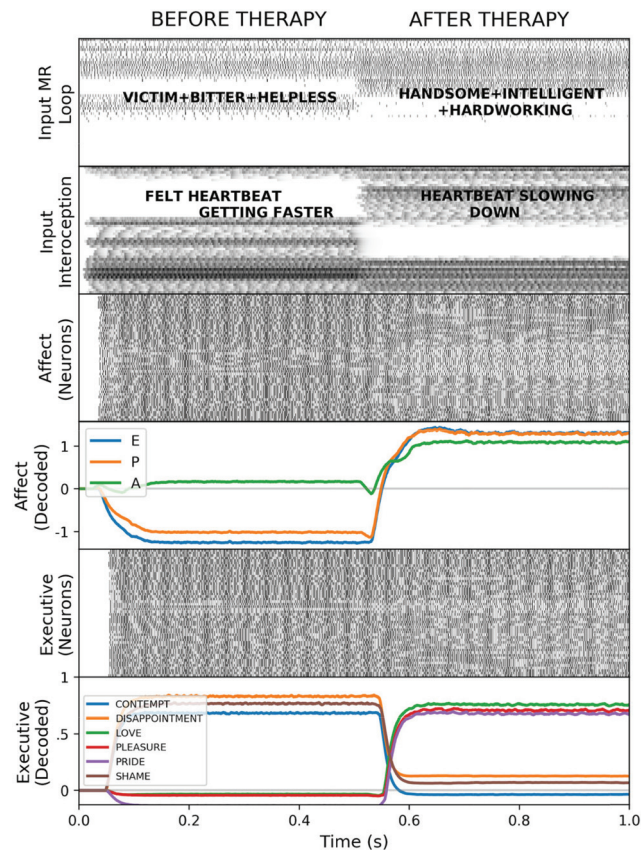 BEFORE THERAPY
AFTER THERAPY
Input MR
Loop
VICTIM+BITTER+HELPLESS
HANDSOME+INTELLIGENT
+HARDWORKING
Input
Interoception
FELT HEARTBEAT
GETTING FASTER
HEARTBEAT SLOWING
DOWN
Affect
(Neurons)
Affect
(Decoded)
1
0
-1
E
P
A
Executive
(Neurons)
Executive
(Decoded)
1
.5
0
CONTEMPT
DISAPPOINTMENT
LOVE
PLEASURE
PRIDE
SHAME
0.0
0.2
0.4
0.6
0.8
1.0
Time (s)